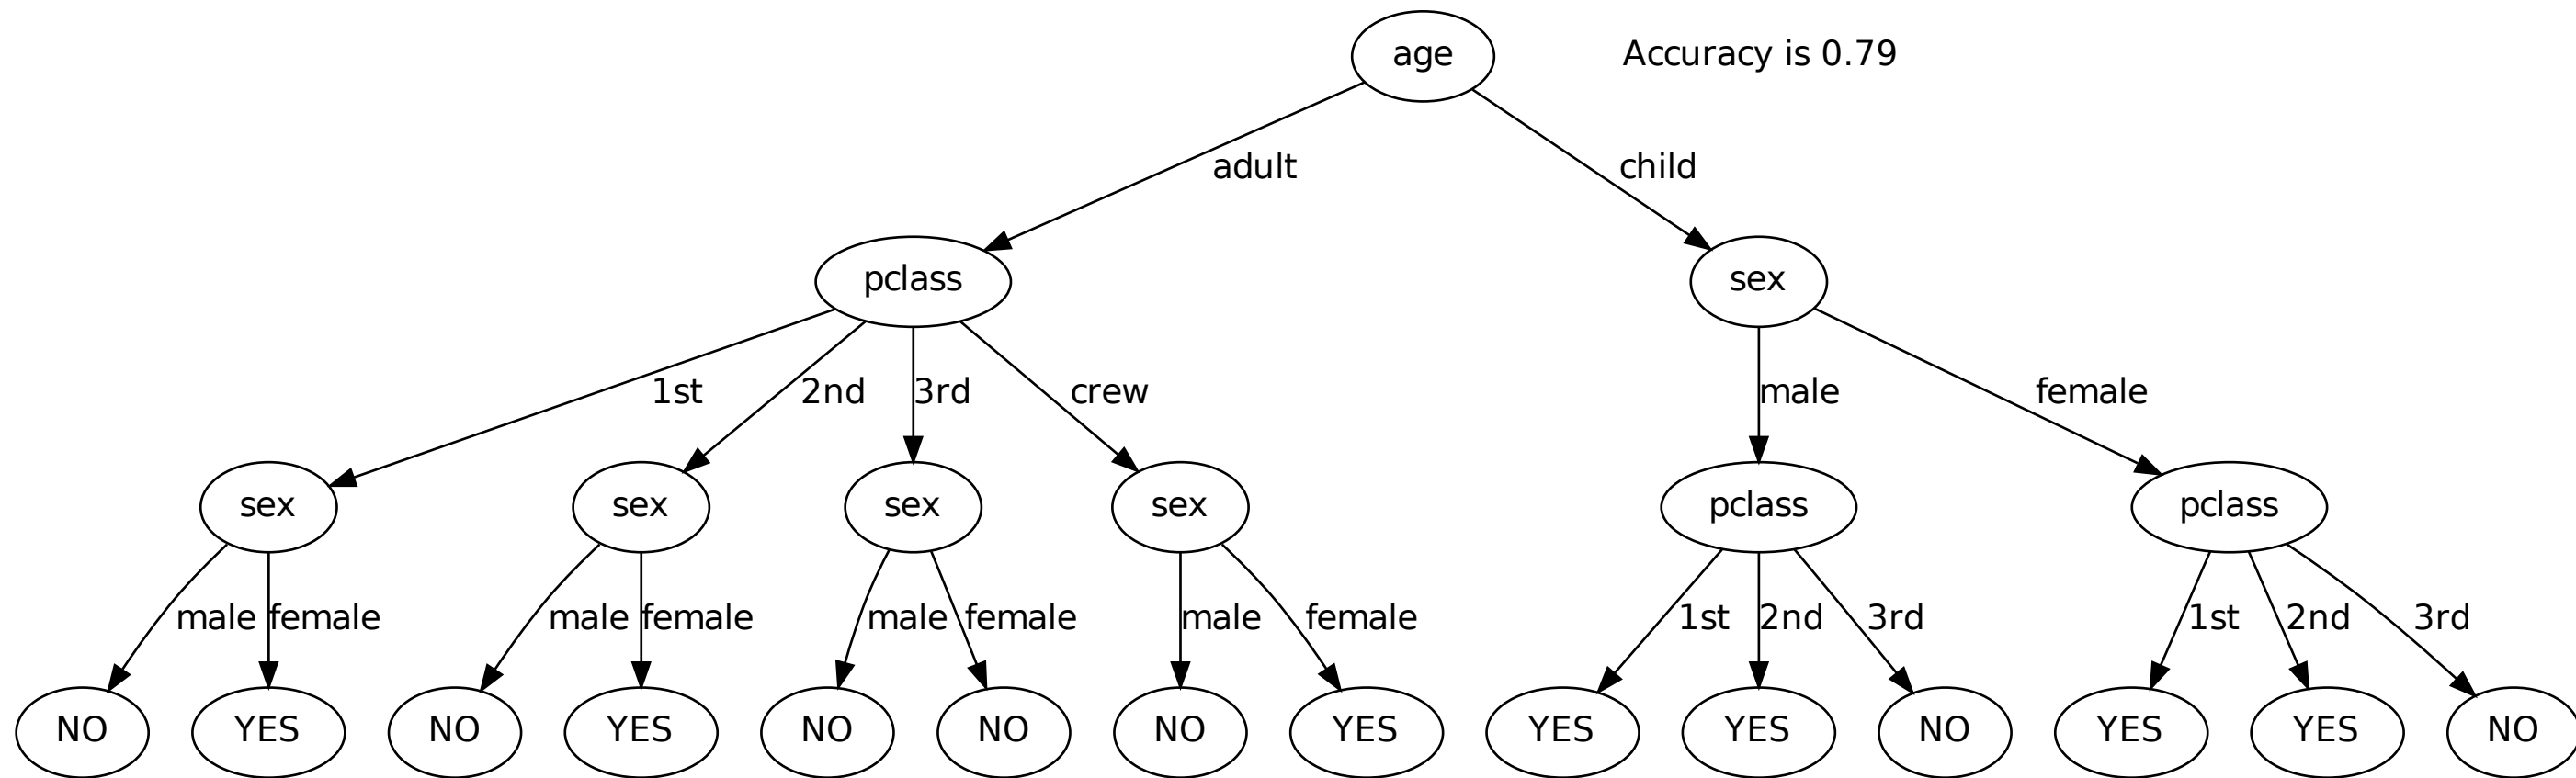 age
Accuracy is 0.79
adult
child
pclass
sex
1st
2nd
3rd
crew
male
female
sex
sex
sex
sex
pclass
pclass
male
female
male
female
male
female
male
female
1st
2nd
3rd
1st
2nd
3rd
NO
YES
NO
YES
NO
NO
NO
YES
YES
YES
NO
YES
YES
NO